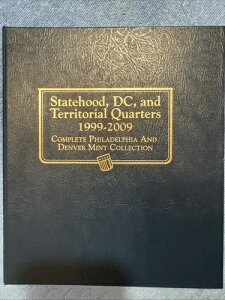 Statehood, DC, and
Territorial Quarters
1999-2009
Complete Philadelphia And
Denver Mint Collection